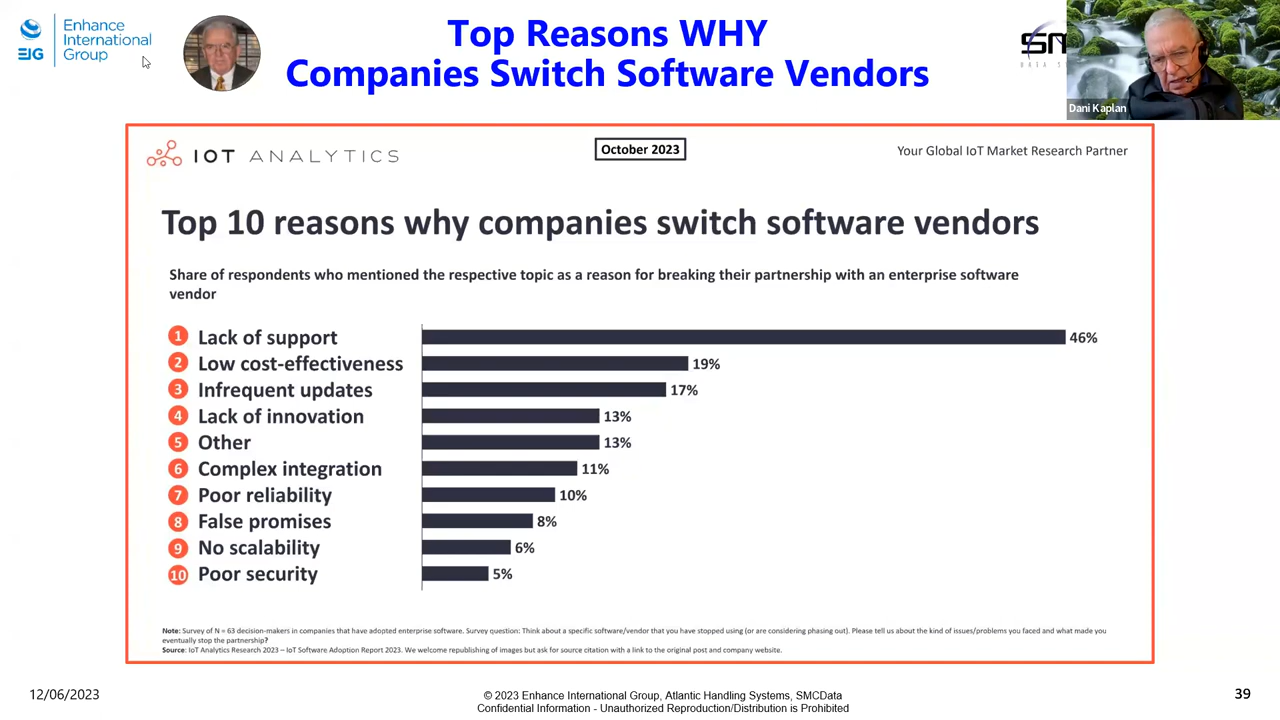 Enhance
International
Group
EIG
Top Reasons WHY
Companies Switch Software Vendors
Dani Kaplan
IOT ANALYTICS
October 2023
Your Global IoT Market Research Partner
Top 10 reasons why companies switch software vendors
Share of respondents who mentioned the respective topic as a reason for breaking their partnership with an enterprise software
vendor
1 Lack of support 46%
2 Low cost-effectiveness 19%
3 Infrequent updates 17%
4 Lack of innovation 13%
5 Other 13%
6 Complex integration 11%
7 Poor reliability 10%
8 False promises 8%
9 No scalability 6%
10 Poor security 5%
Note: Survey of N = 63 decision-makers in companies that have adopted enterprise software. Survey question: Think about a specific software/vendor that you have stopped using (or are considering phasing out). Please tell us about the kind of issues/problems you faced and what made you
eventually stop the partnership?
Source: IoT Analytics Research 2023 – IoT Software Adoption Report 2023. We welcome republishing of images but ask for source citation with a link to the original post and company website.
12/06/2023
© 2023 Enhance International Group, Atlantic Handling Systems, SMCData
Confidential Information - Unauthorized Reproduction/Distribution is Prohibited
39